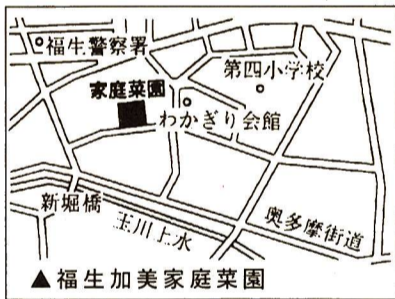 福生警察署
第四小学校
家庭菜園
わかぎり会館
新堀橋
玉川上水
奥多摩街道
▲福生加美家庭菜園